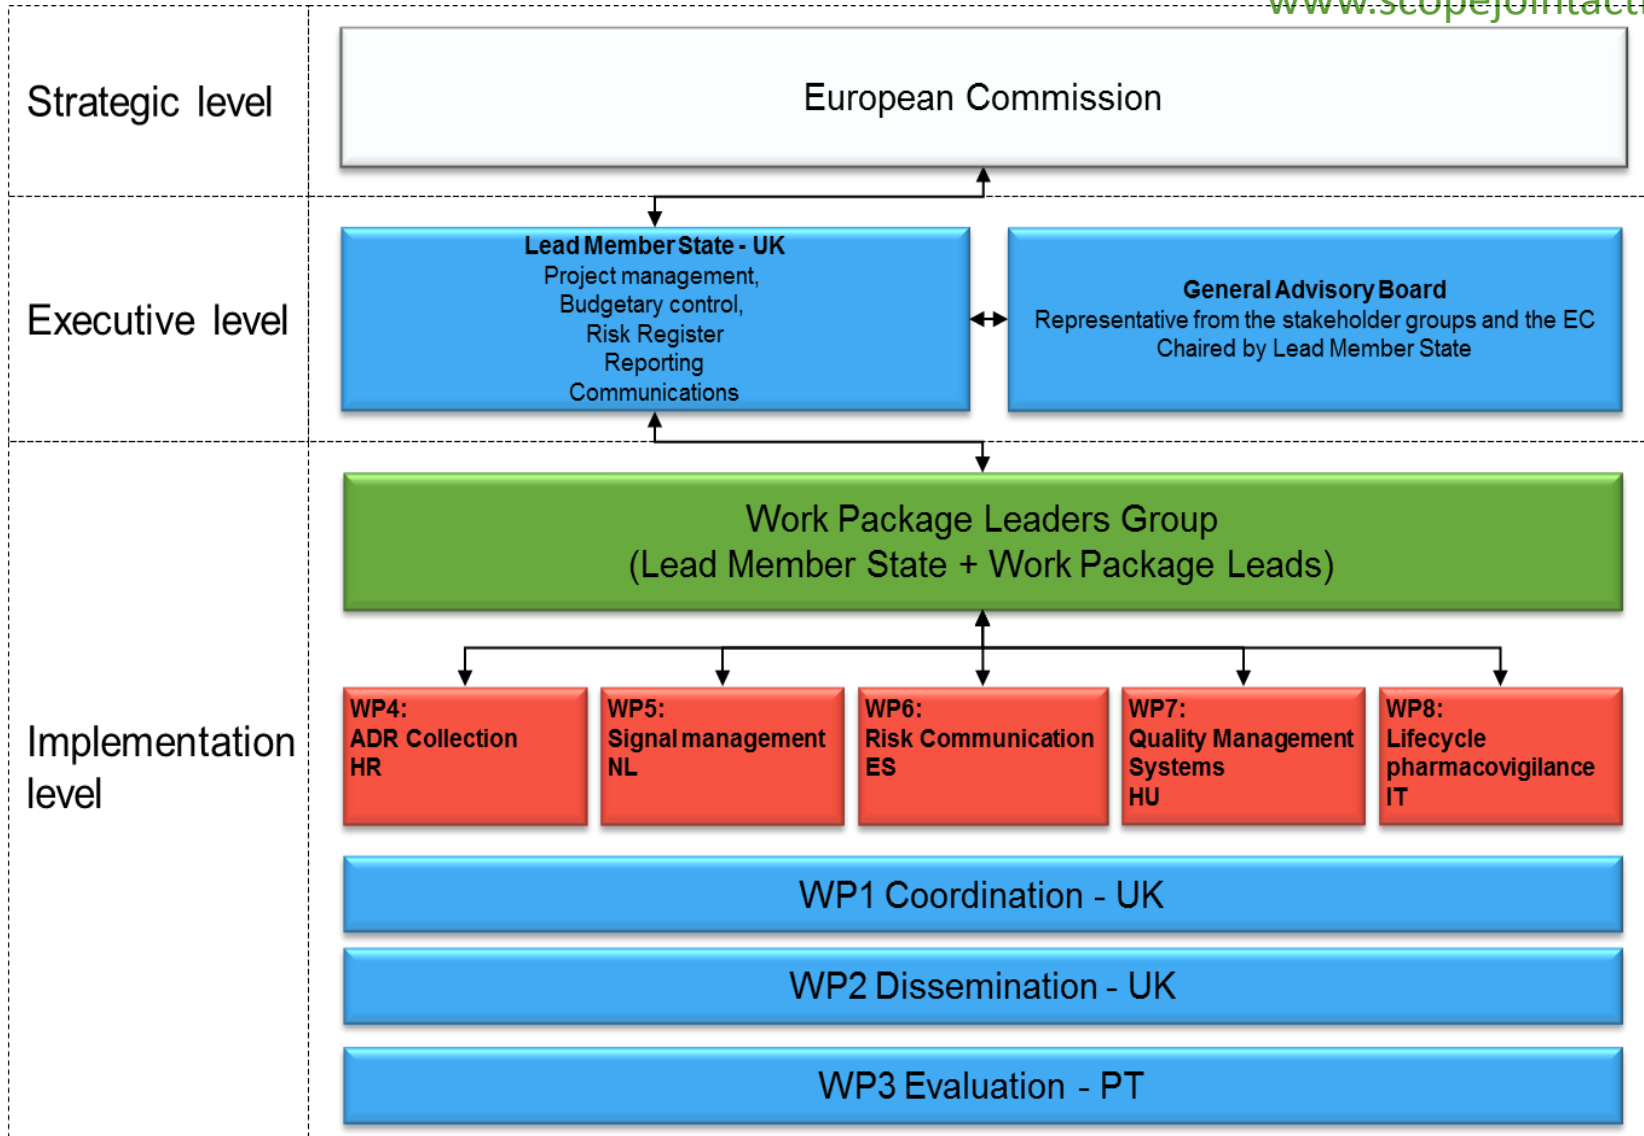 www.scopejointacti
Strategic level
European Commission
Executive level
Lead Member State - UK
Project management,
Budgetary control,
Risk Register
Reporting
Communications
General Advisory Board
Representative from the stakeholder groups and the EC
Chaired by Lead Member State
Implementation
level
Work Package Leaders Group
(Lead Member State + Work Package Leads)
WP4:
ADR Collection
HR
WP5:
Signal management
NL
WP6:
Risk Communication
ES
WP7:
Quality Management
Systems
HU
WP8:
Lifecycle
pharmacovigilance
IT
WP1 Coordination - UK
WP2 Dissemination - UK
WP3 Evaluation - PT